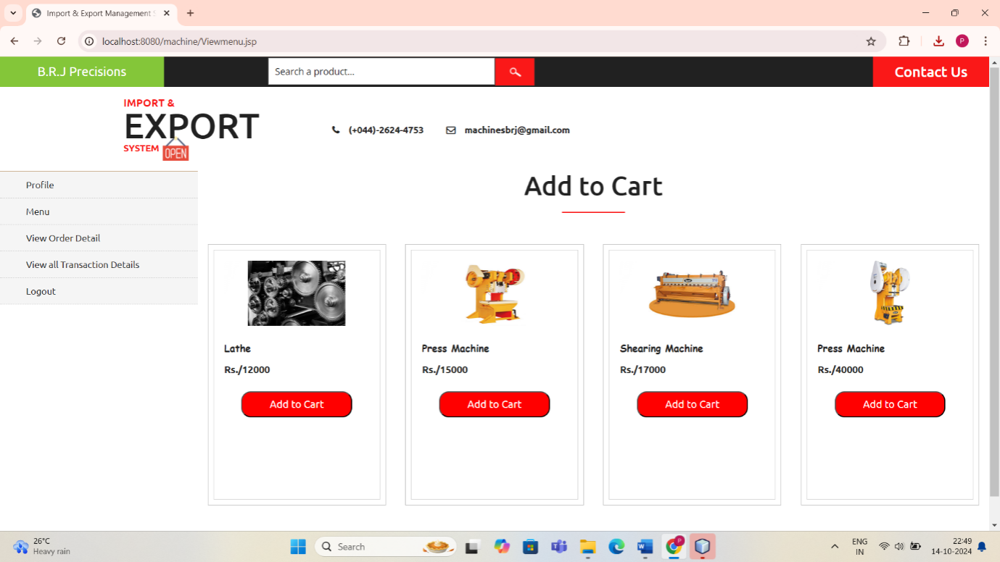 Import & Export Management S
localhost:8080/machine/Viewmenu.jsp
P
B.R.J Precisions
Search a product...
Contact Us
IMPORT &
EXPORT
SYSTEM
OPEN
(+044)-2624-4753
machinesbrj@gmail.com
Profile
Menu
View Order Detail
View all Transaction Details
Logout
Add to Cart
Lathe
Rs./12000
Add to Cart
Press Machine
Rs./15000
Add to Cart
Shearing Machine
Rs./17000
Add to Cart
Press Machine
Rs./40000
Add to Cart
26°C
Heavy rain
Search
P
ENG
IN
22:49
14-10-2024